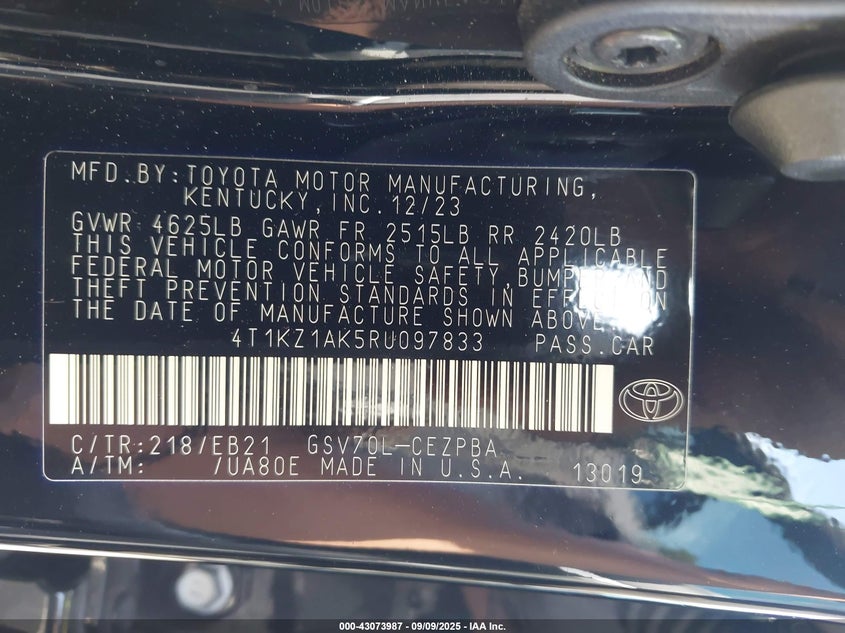 MFD.BY:TOYOTA MOTOR MANUFACTURING,
KENTUCKY,INC.12/23
GVWR 4625LB GAWR FR 2515LB RR 2420LB
THIS VEHICLE CONFORMS TO ALL APPLICABLE
FEDERAL MOTOR VEHICLE SAFETY,BUMPER AND
THEFT PREVENTION STANDARDS IN EFFECT ON
THE DATE OF MANUFACTURE SHOWN ABOVE.
4T1KZ1AK5RU097833 PASS.CAR
C/TR:218/EB21 GSV70L-CEZPBA
A/TM: /UA80E MADE IN U.S.A. 13019
000-43073987 - 09/09/2025 - IAA Inc.